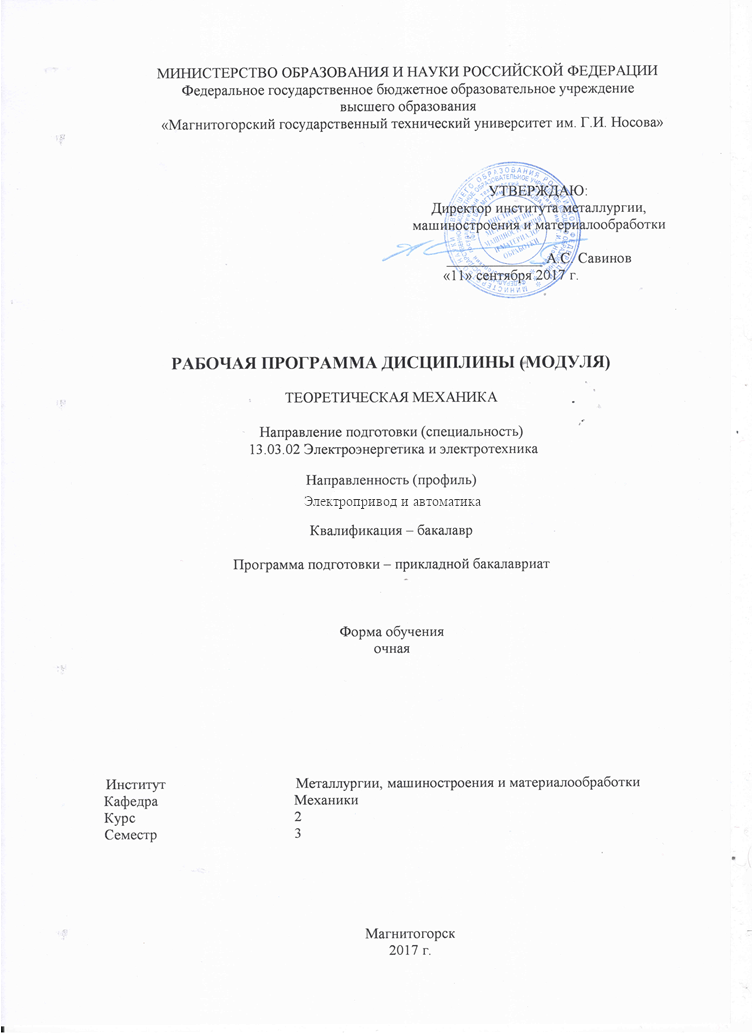 МИНИСТЕРСТВО ОБРАЗОВАНИЯ И НАУКИ РОССИЙСКОЙ ФЕДЕРАЦИИ
Федеральное государственное бюджетное образовательное учреждение
высшего образования
«Магнитогорский государственный технический университет им. Г.И. Носова»
УТВЕРЖДАЮ:
Директор института металлургии,
машиностроения и материалообработки
А.С. Савинов
«11» сентября 2017 г.
РАБОЧАЯ ПРОГРАММА ДИСЦИПЛИНЫ (МОДУЛЯ)
ТЕОРЕТИЧЕСКАЯ МЕХАНИКА
Направление подготовки (специальность)
13.03.02 Электроэнергетика и электротехника
Направленность (профиль)
Электропривод и автоматика
Квалификация – бакалавр
Программа подготовки – прикладной бакалавриат
Форма обучения
очная
Институт Металлургии, машиностроения и материалообработки
Кафедра Механики
Курс 2
Семестр 3
Магнитогорск
2017 г.